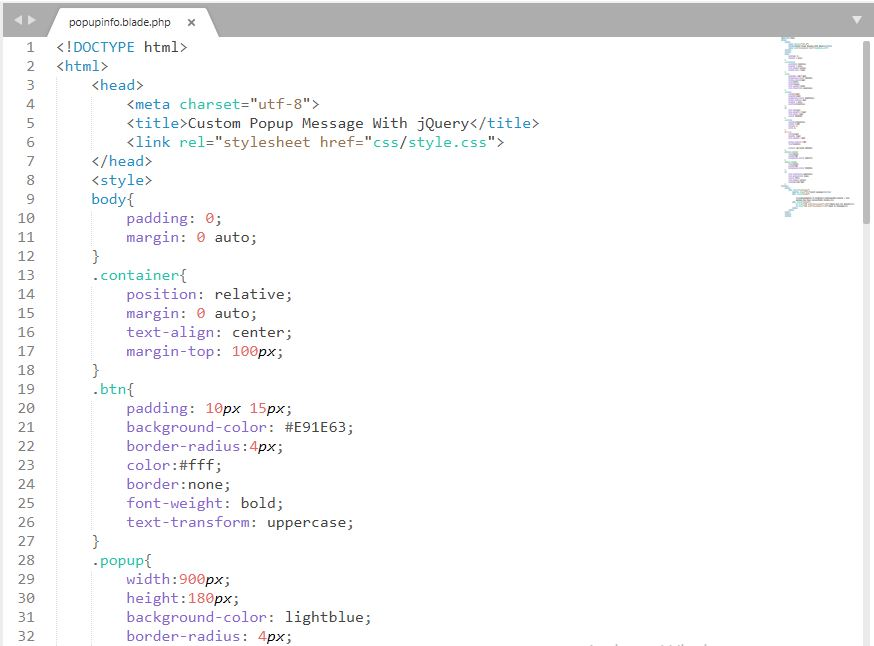 popupinfo.blade.php ×
1 <!DOCTYPE html>
2 <html>
3     <head>
4         <meta charset="utf-8">
5         <title>Custom Popup Message With jQuery</title>
6         <link rel="stylesheet href="css/style.css">
7     </head>
8     <style>
9     body{
10         padding: 0;
11         margin: 0 auto;
12     }
13     .container{
14         position: relative;
15         margin: 0 auto;
16         text-align: center;
17         margin-top: 100px;
18     }
19     .btn{
20         padding: 10px 15px;
21         background-color: #E91E63;
22         border-radius:4px;
23         color:#fff;
24         border:none;
25         font-weight: bold;
26         text-transform: uppercase;
27     }
28     .popup{
29         width:900px;
30         height:180px;
31         background-color: lightblue;
32         border-radius: 4px;